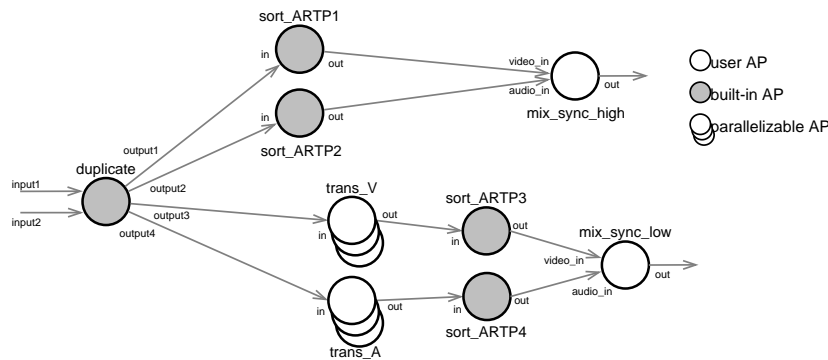 sort_ARTP1
in
out
video_in
audio_in
out
mix_sync_high
in
out
sort_ARTP2
user AP
built-in AP
parallelizable AP
output1
duplicate
input1
input2
output2
output3
output4
trans_V
in
out
sort_ARTP3
in
out
mix_sync_low
video_in
audio_in
out
in
out
trans_A
in
out
sort_ARTP4